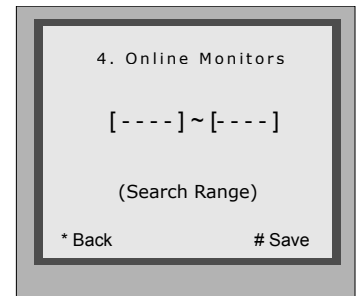 4. Online Monitors
[----]~[----]
(Search Range)
* Back # Save